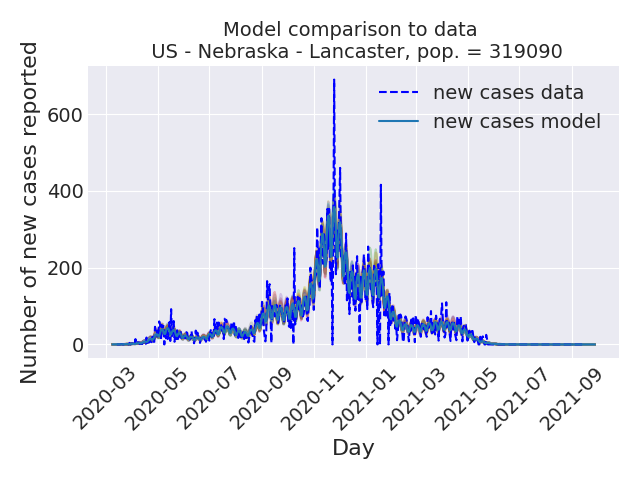 Model comparison to data
US - Nebraska - Lancaster, pop. = 319090
new cases data
new cases model
Number of new cases reported
600
400
200
0
2020-03
2020-05
2020-07
2020-09
2020-11
2021-01
2021-03
2021-05
2021-07
2021-09
Day